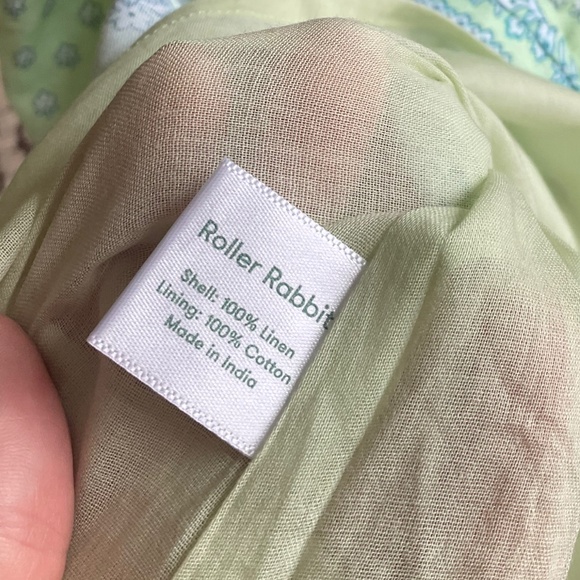 Roller Rabbit
Shell: 100% Linen
Lining: 100% Cotton
Made in India